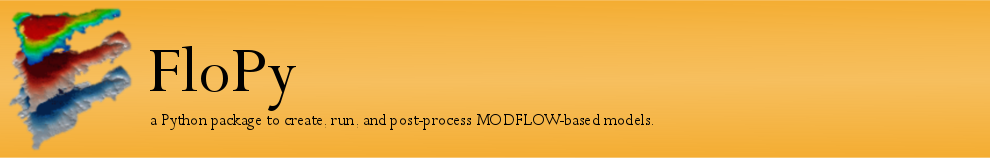 FloPy
a Python package to create, run, and post-process MODFLOW-based models.